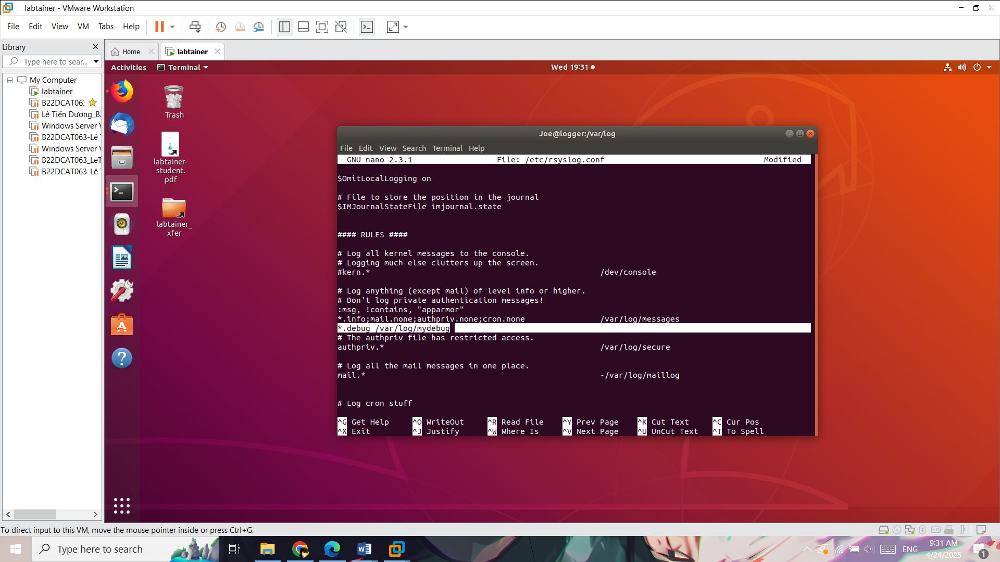 labtainer - VMware Workstation
File Edit View VM Tabs Help
Library
Type here to sear...
Home
labtainer
My Computer
labtainer
B22DCAT063
Lê Tiến Dương_B2
Windows Server V
B22DCAT063-Lê T
Windows Server V
B22DCAT063_LeT
B22DCAT063-Lê T
Activities Terminal Wed 19:31
Trash
labtainer-
student.
pdf
labtainer_
xfer
Joe@logger:/var/log
File Edit View Search Terminal Help
GNU nano 2.3.1 File: /etc/rsyslog.conf Modified
$OmitLocalLogging on
# File to store the position in the journal
$IMJournalStateFile imjournal.state
#### RULES ####
# Log all kernel messages to the console.
# Logging much else clutters up the screen.
#kern.* /dev/console
# Log anything (except mail) of level info or higher.
# Don't log private authentication messages!
:msg, !contains, "apparmor"
*.info;mail.none;authpriv.none;cron.none /var/log/messages
*.debug /var/log/mydebug
# The authpriv file has restricted access.
authpriv.* /var/log/secure
# Log all the mail messages in one place.
mail.* -/var/log/maillog
# Log cron stuff
^G Get Help ^O WriteOut ^R Read File ^Y Prev Page ^K Cut Text ^C Cur Pos
^X Exit ^J Justify ^W Where Is ^V Next Page ^U UnCut Text ^T To Spell
To direct input to this VM, move the mouse pointer inside or press Ctrl+G.
Type here to search
ENG
9:31 AM
4/24/2025
1